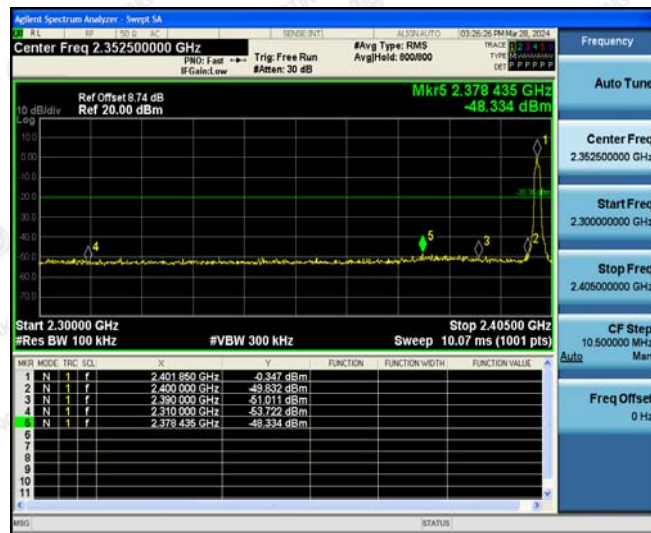 Agilent Spectrum Analyzer - Swept SA
RL RF 50 Ω AC SENSE:INT ALIGNAUTO 03:26:26 PM Mar 28, 2024
Center Freq 2.352500000 GHz
PNO: Fast
IFGain:Low
Trig: Free Run
#Atten: 30 dB
#Avg Type: RMS
Avg|Hold: 800/800
TRACE 1 2 3 4 5 6
TYPE
DET P P P P P P
Ref Offset 8.74 dB
10 dB/div Ref 20.00 dBm
Log
Mkr5 2.378 435 GHz
-48.334 dBm
10.0
0.00
-10.0
-20.0
-30.0
-40.0
-50.0
-60.0
-70.0
1
2
3
4
5
Start 2.30000 GHz
Stop 2.40500 GHz
#Res BW 100 kHz #VBW 300 kHz Sweep 10.07 ms (1001 pts)
MKR MODE TRC SCL X Y FUNCTION FUNCTION WIDTH FUNCTION VALUE
1 N 1 f 2.401 850 GHz -0.347 dBm
2 N 1 f 2.400 000 GHz -49.832 dBm
3 N 1 f 2.390 000 GHz -51.011 dBm
4 N 1 f 2.310 000 GHz -53.722 dBm
5 N 1 f 2.378 435 GHz -48.334 dBm
6
7
8
9
10
11
MSG STATUS
Frequency
Auto Tune
Center Freq
2.352500000 GHz
Start Freq
2.300000000 GHz
Stop Freq
2.405000000 GHz
CF Step
10.500000 MHz
Auto Man
Freq Offset
0 Hz